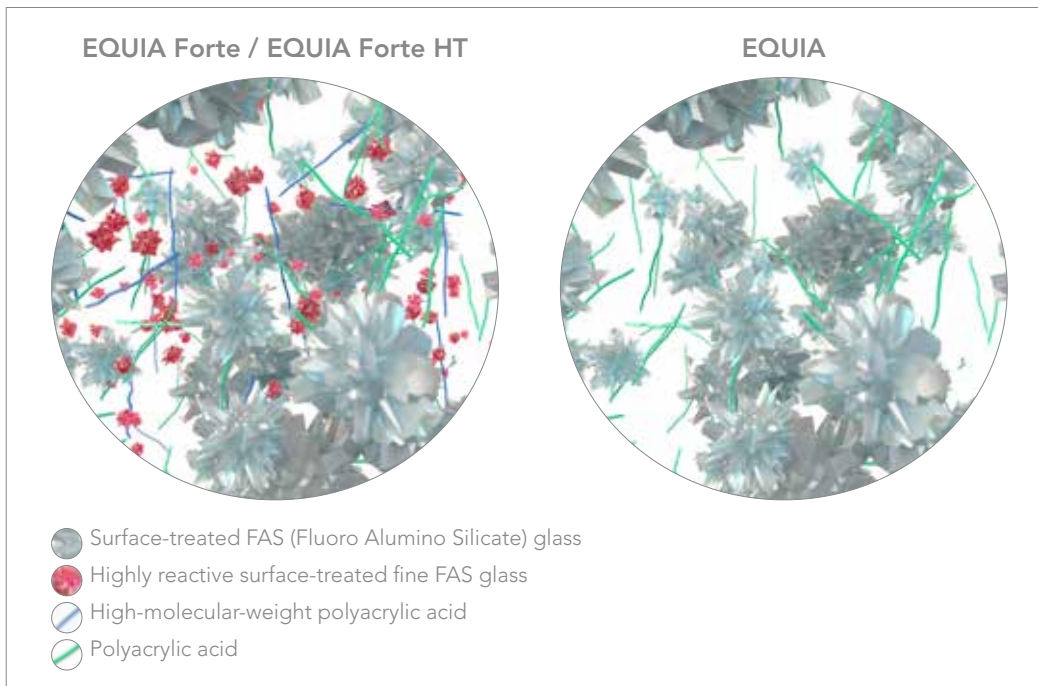 EQUIA Forte / EQUIA Forte HT
EQUIA
Surface-treated FAS (Fluoro Alumino Silicate) glass
Highly reactive surface-treated fine FAS glass
High-molecular-weight polyacrylic acid
Polyacrylic acid